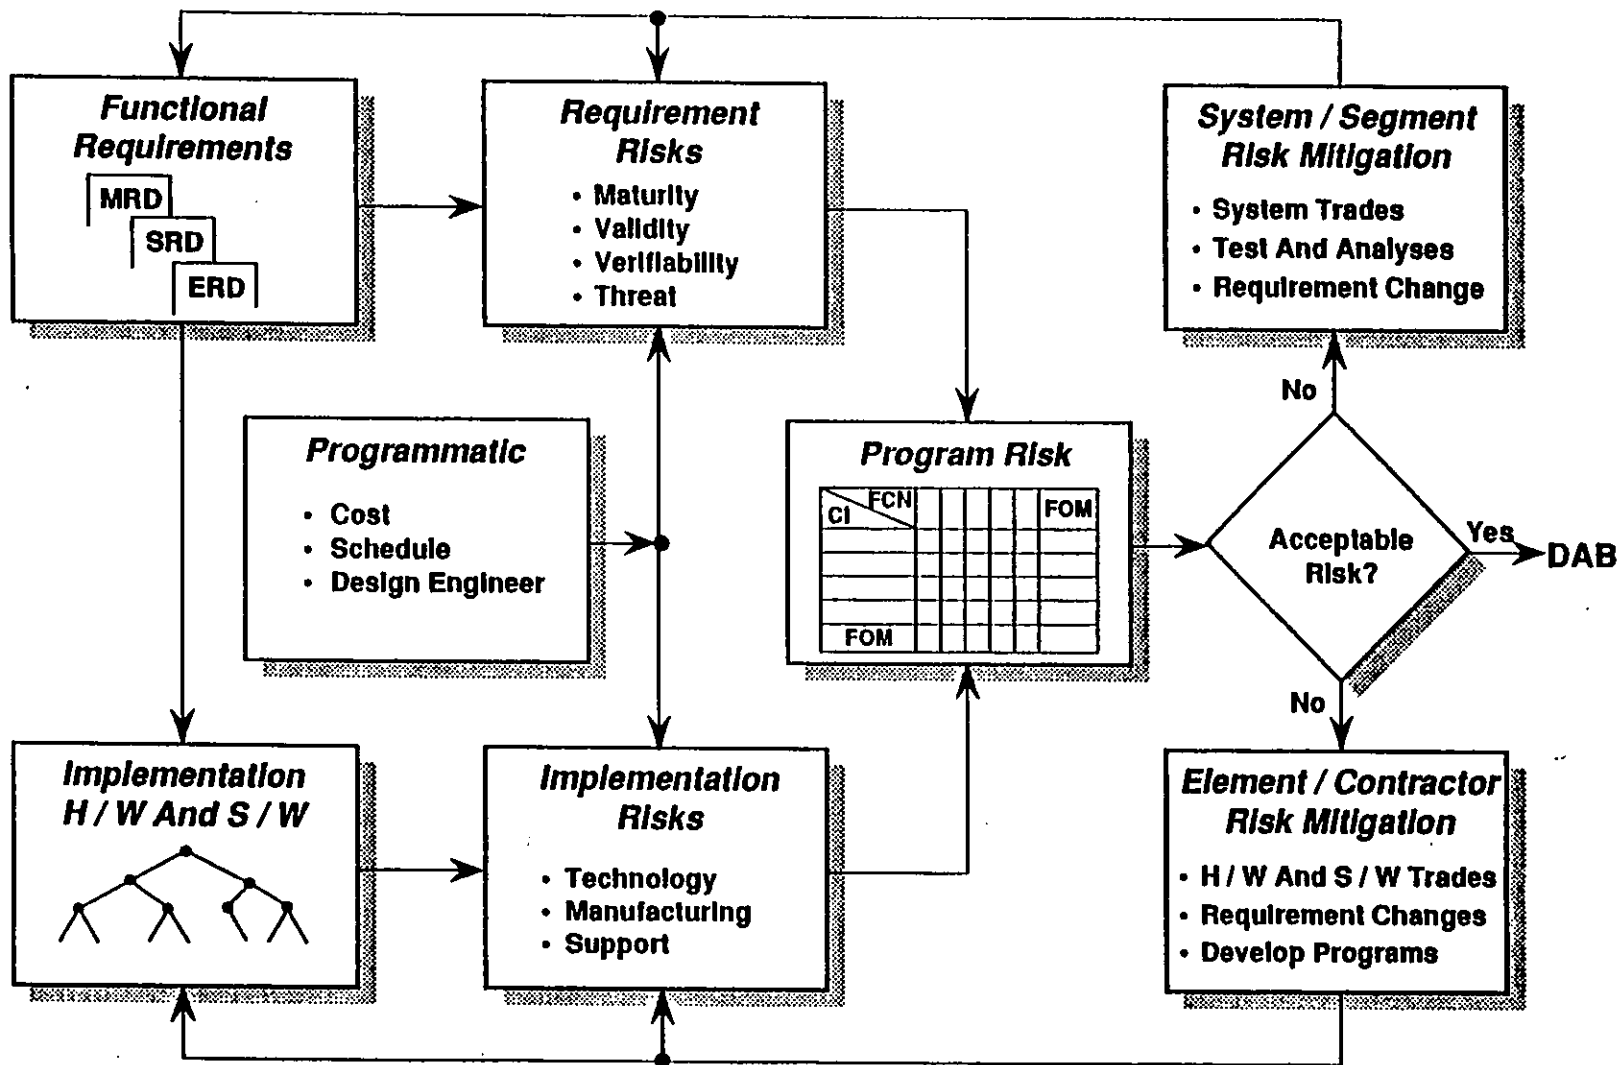 Functional
Requirements
MRD
SRD
ERD
Requirement
Risks
• Maturity
• Validity
• Verifiability
• Threat
System / Segment
Risk Mitigation
• System Trades
• Test And Analyses
• Requirement Change
No
Programmatic
• Cost
• Schedule
• Design Engineer
Program Risk
FCN
CI
FOM
FOM
Acceptable
Risk?
Yes
DAB
No
Implementation
H / W And S / W
Implementation
Risks
• Technology
• Manufacturing
• Support
Element / Contractor
Risk Mitigation
• H / W And S / W Trades
• Requirement Changes
• Develop Programs